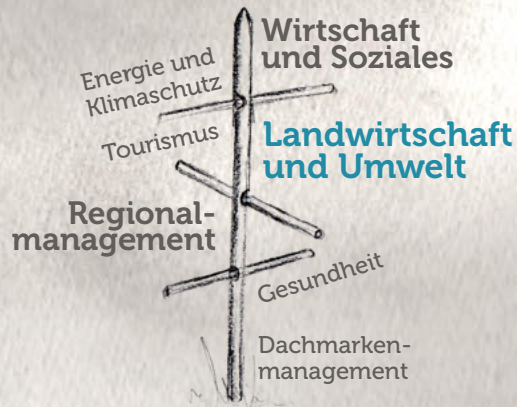 Wirtschaft
und Soziales
Energie und
Klimaschutz
Tourismus
Landwirtschaft
und Umwelt
Regional-
management
Gesundheit
Dachmarken-
management